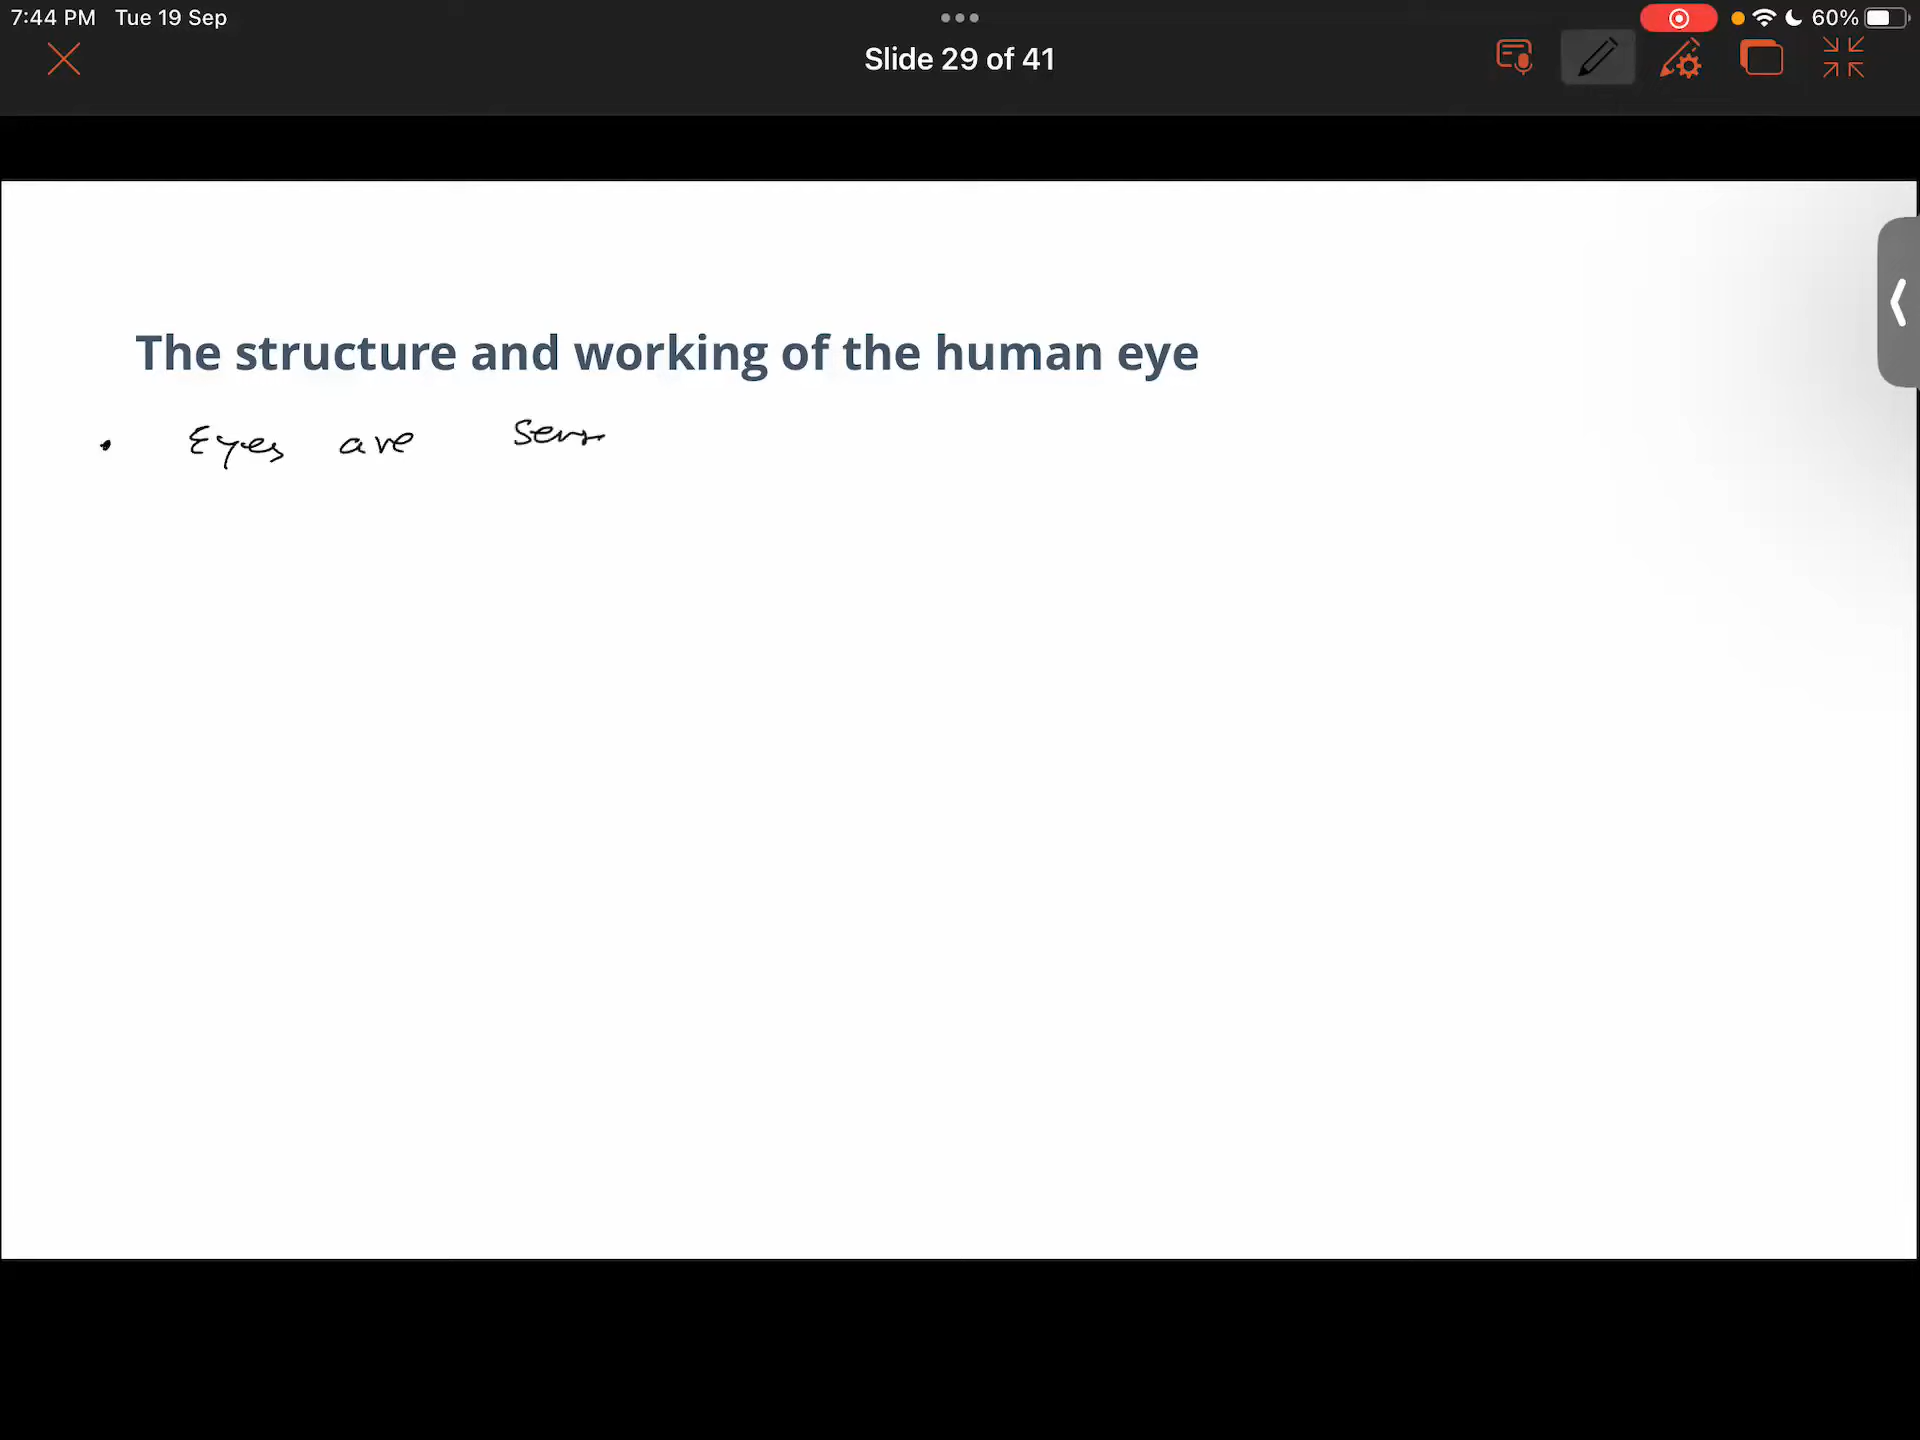 7:44 PM Tue 19 Sep
60%
Slide 29 of 41
The structure and working of the human eye
• Eyes are Sens